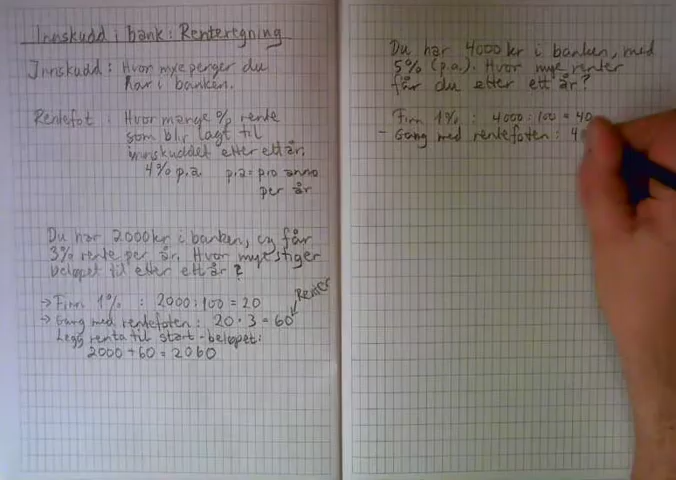 Innskudd i bank : Renteregning
Innskudd : Hvor mye penger du
har i banken.
Rentefot : Hvor mange % rente
som blir lagt til
innskuddet etter ett år.
4% p.a p.a = pro anno
per år
Du har 2000 kr i banken, og får
3% rente per år. Hvor mye stiger
beløpet til etter ett år?
→ Finn 1% : 2000 : 100 = 20
Renter
→ Gang med rentefoten : 20 · 3 = 60
Legg renta til start-beløpet:
2000 + 60 = 2060
Du har 4000 kr i banken, med
5% (p.a). Hvor mye renter
får du etter ett år?
Finn 1% : 4000 : 100 = 40
- Gang med rentefoten : 4